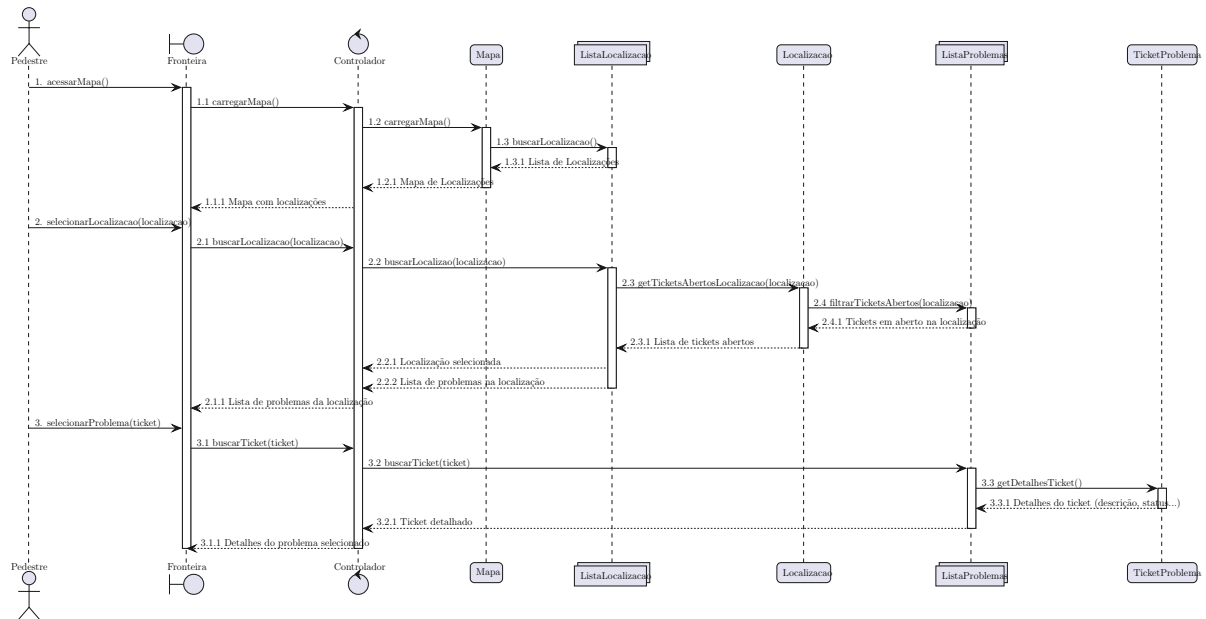 Pedestre
Fronteira
Controlador
Mapa
ListaLocalizacao
Localizacao
ListaProblemas
TicketProblema
1. acessarMapa()
1.1 carregarMapa()
1.2 carregarMapa()
1.3 buscarLocalizacao()
1.3.1 Lista de Localizações
1.2.1 Mapa de Localizações
1.1.1 Mapa com localizações
2. selecionarLocalizacao(localizacao)
2.1 buscarLocalizacao(localizacao)
2.2 buscarLocalizao(localizacao)
2.3 getTicketsAbertosLocalizacao(localizacao)
2.4 filtrarTicketsAbertos(localizacao)
2.4.1 Tickets em aberto na localização
2.3.1 Lista de tickets abertos
2.2.1 Localização selecionada
2.2.2 Lista de problemas na localização
2.1.1 Lista de problemas da localização
3. selecionarProblema(ticket)
3.1 buscarTicket(ticket)
3.2 buscarTicket(ticket)
3.3 getDetalhesTicket()
3.3.1 Detalhes do ticket (descrição, status...)
3.2.1 Ticket detalhado
3.1.1 Detalhes do problema selecionado
Pedestre
Fronteira
Controlador
Mapa
ListaLocalizacao
Localizacao
ListaProblemas
TicketProblema